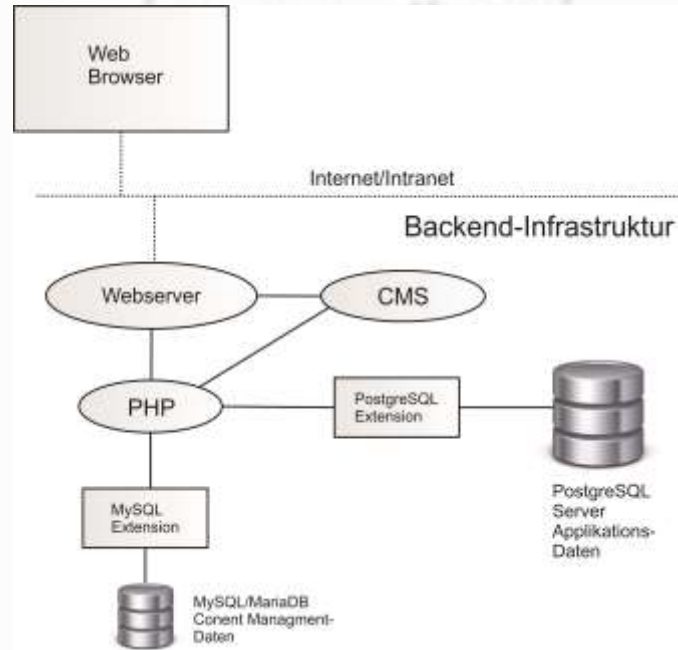 Web
Browser
Internet/Intranet
Backend-Infrastruktur
Webserver
CMS
PHP
PostgreSQL
Extension
PostgreSQL
Server
Applikations-
Daten
MySQL
Extension
MySQL/MariaDB
Conent Managment-
Daten